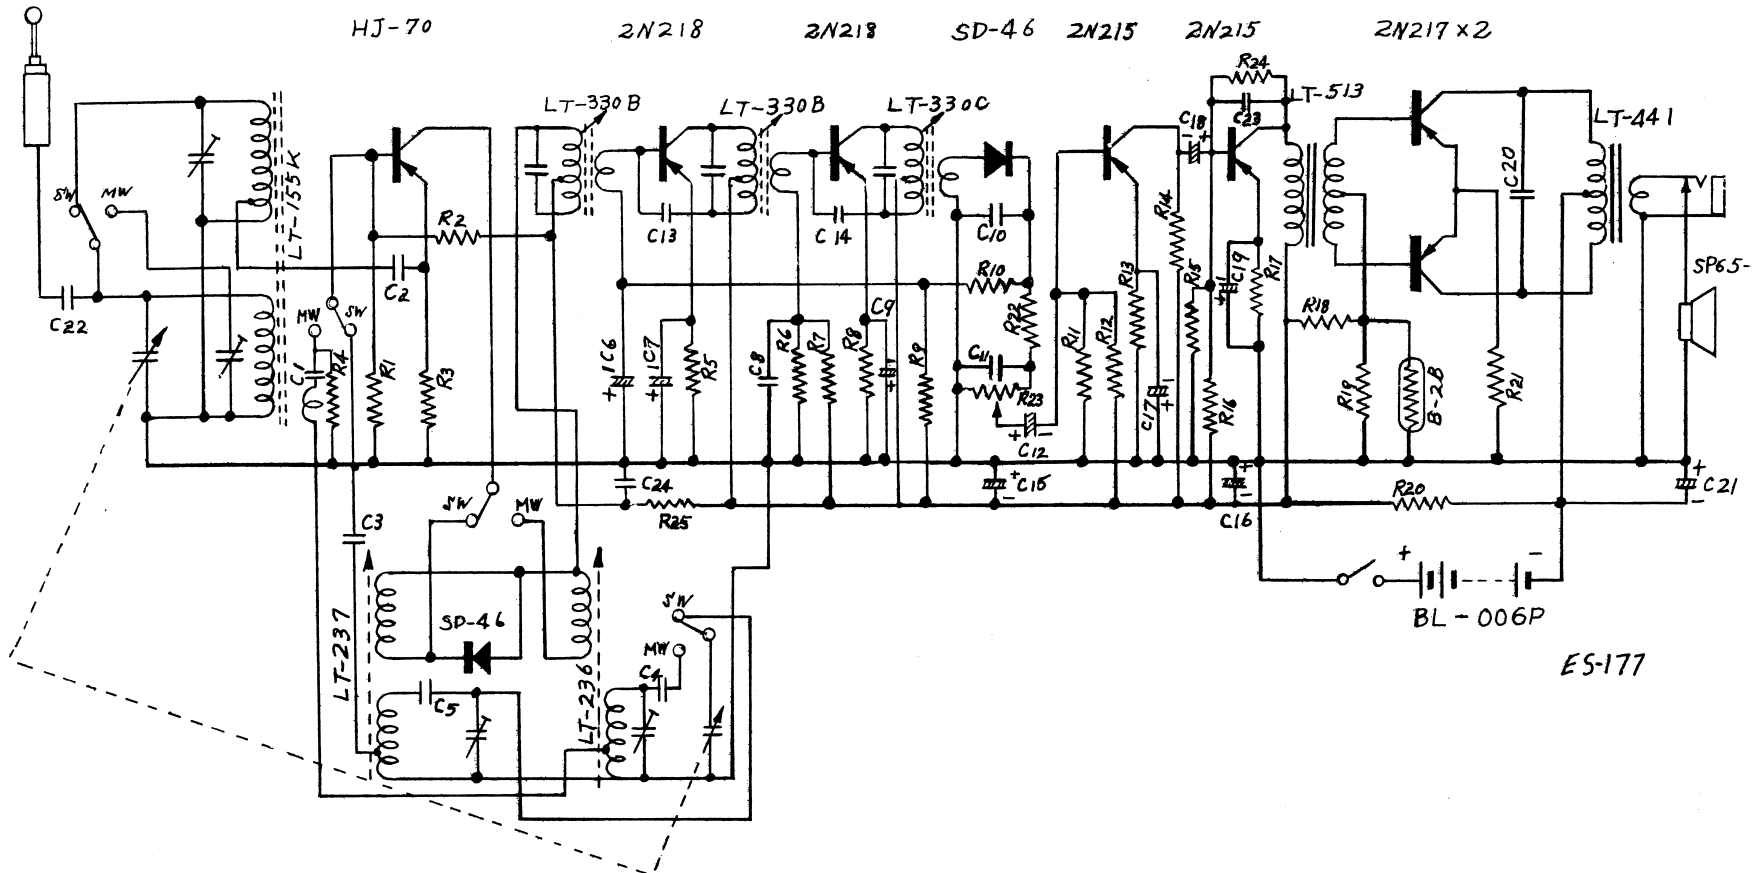 HJ-70 2N218 2N218 SD-46 2N215 2N215 2N217×2
R24
LT-330B LT-330B LT-330C LT-513
C18 C23
LT-441
SW MW
LT-155K
C20
R2
C13 C14 C10
R14
C2
R10
R13 R15 C19 R17
SP65-
C22
MW SW
C9
R22
R18
C1 R4 R1 R3
C6 C7 R5 C8 R6 R7 R8 R9
C11
R11 R12
R23
C17
R16
R19 B-2B R21
+ C12 -
C24
+ C15 -
R20
+ C21 -
SW MW
R25
C16
C3
+ -
SW
SD-46
BL-006P
LT-237
MW
LT-236
C4
ES-177
C5